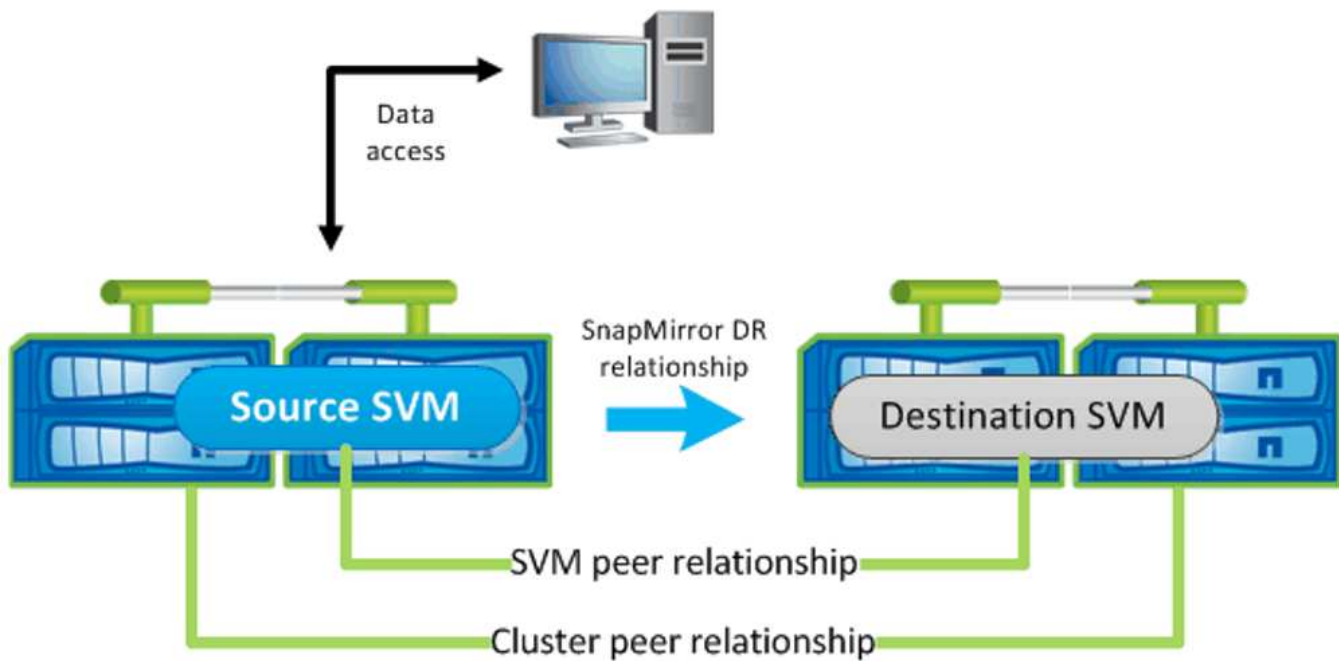 Data
access
SnapMirror DR
relationship
Source SVM
Destination SVM
SVM peer relationship
Cluster peer relationship